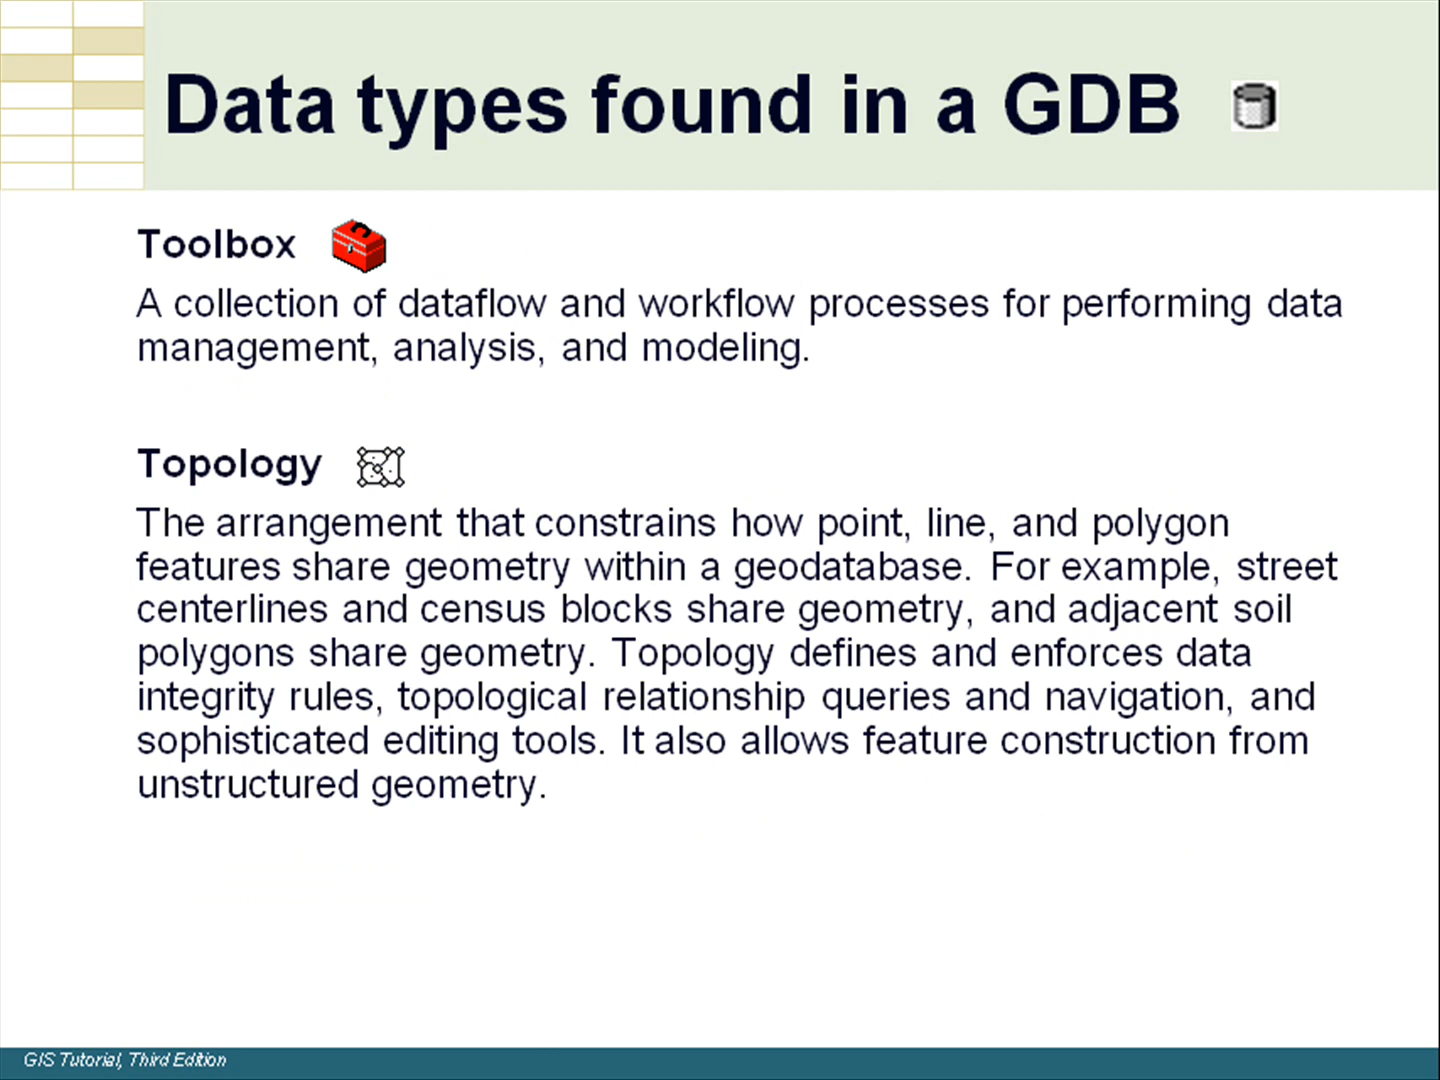 Data types found in a GDB
Toolbox
A collection of dataflow and workflow processes for performing data
management, analysis, and modeling.
Topology
The arrangement that constrains how point, line, and polygon
features share geometry within a geodatabase. For example, street
centerlines and census blocks share geometry, and adjacent soil
polygons share geometry. Topology defines and enforces data
integrity rules, topological relationship queries and navigation, and
sophisticated editing tools. It also allows feature construction from
unstructured geometry.
GIS Tutorial, Third Edition